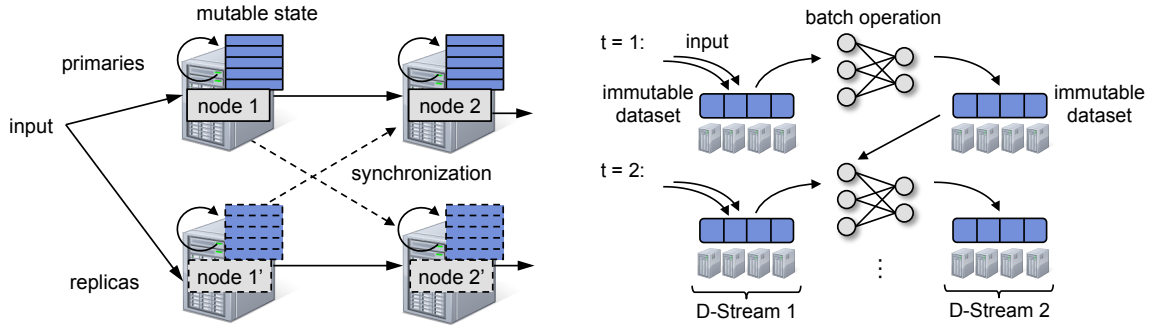 mutable state
primaries
node 1
node 2
input
synchronization
node 1'
node 2'
replicas
batch operation
t = 1:
input
immutable
dataset
immutable
dataset
t = 2:
...
D-Stream 1
D-Stream 2